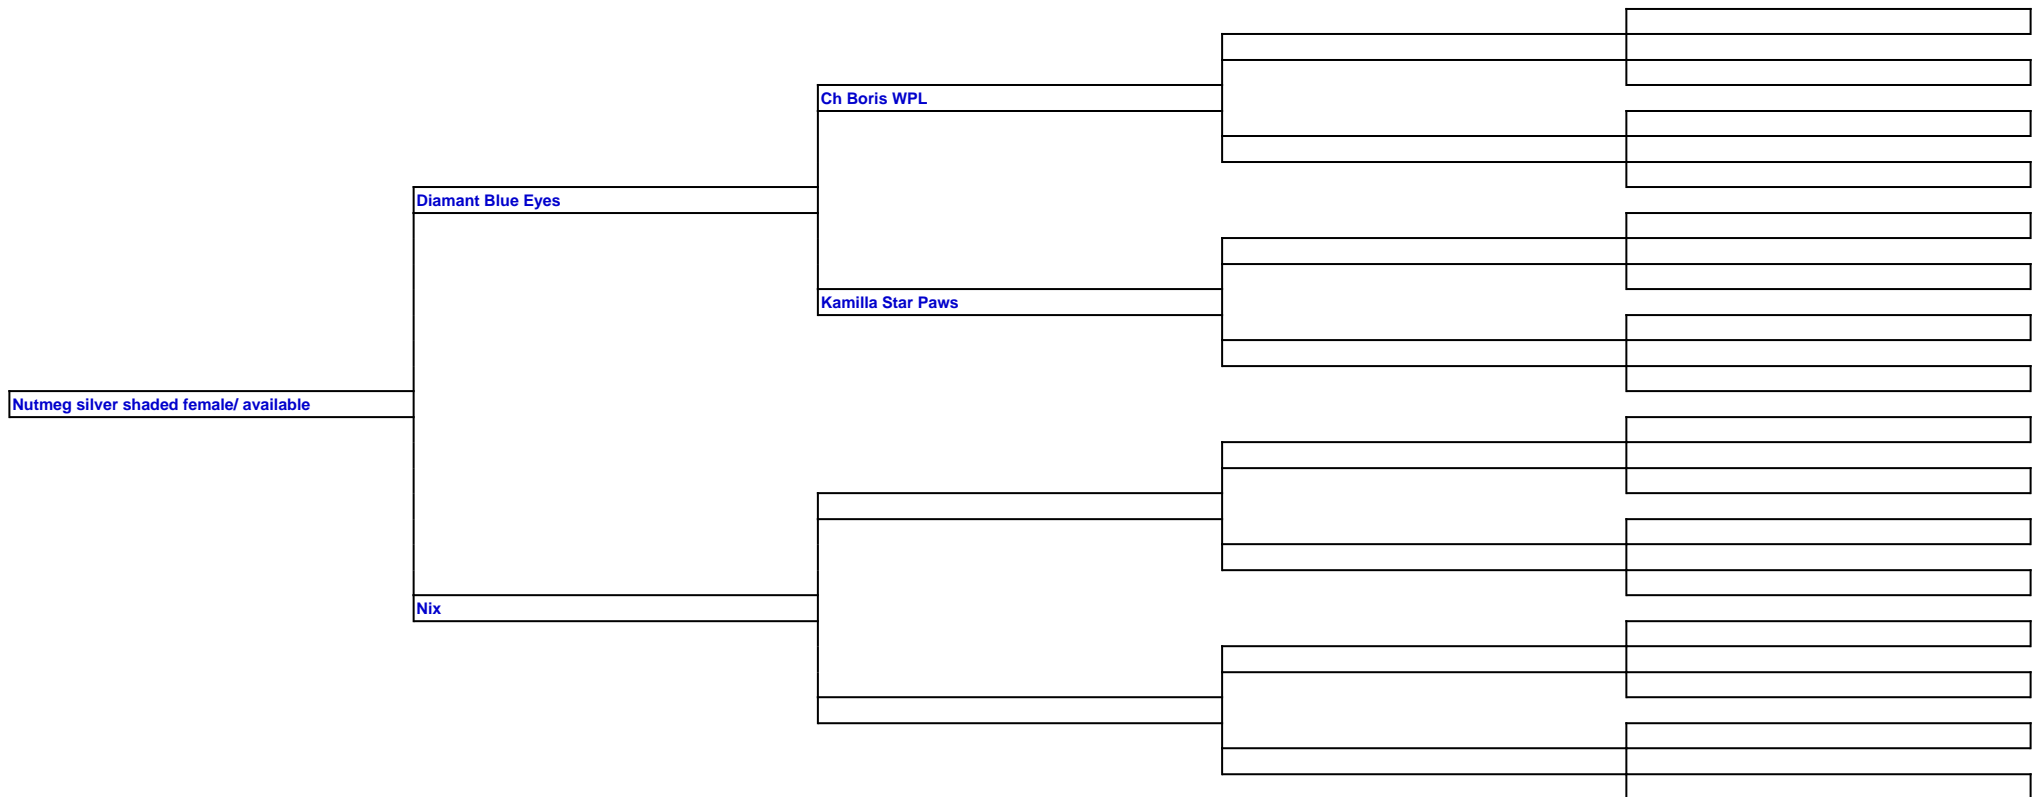 Ch Boris WPL
Diamant Blue Eyes
Kamilla Star Paws
Nutmeg silver shaded female/ available
Nix